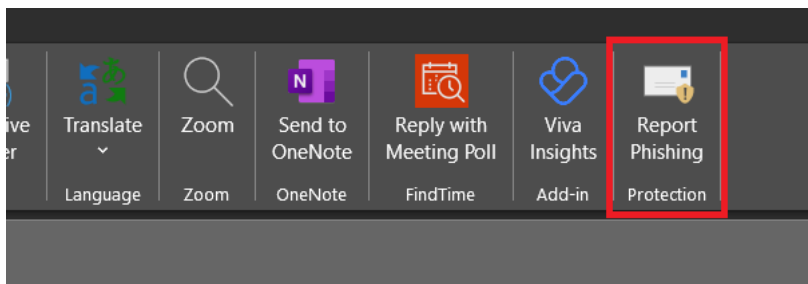 ive
er
Translate
Language
Zoom
Zoom
N
Send to
OneNote
OneNote
Reply with
Meeting Poll
FindTime
Viva
Insights
Add-in
Report
Phishing
Protection